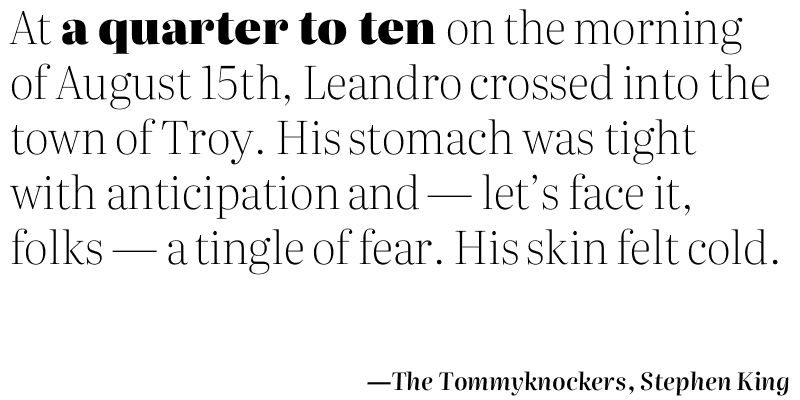 At a quarter to ten on the morning
of August 15th, Leandro crossed into the
town of Troy. His stomach was tight
with anticipation and — let’s face it,
folks — a tingle of fear. His skin felt cold.
—The Tommyknockers, Stephen King